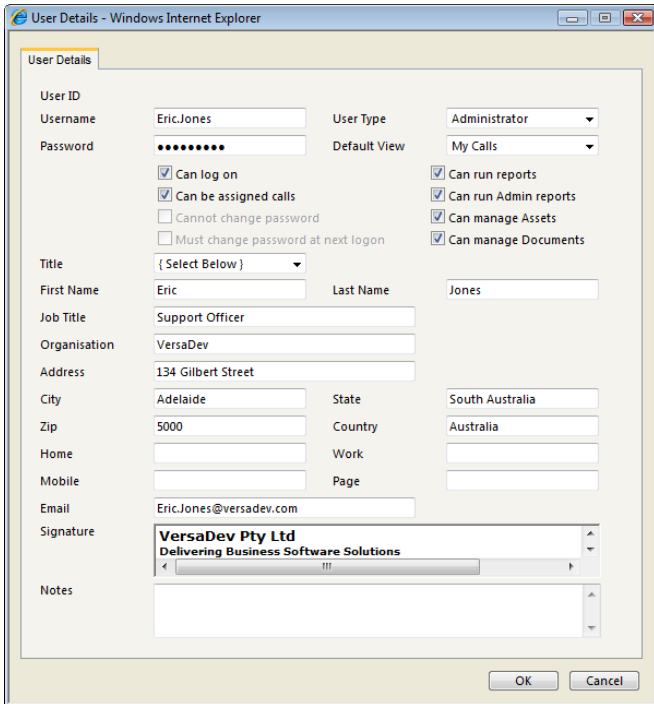 User Details - Windows Internet Explorer
User Details
User ID
Username Eric.Jones User Type Administrator
Password ●●●●●●●●● Default View My Calls
Can log on Can run reports
Can be assigned calls Can run Admin reports
Cannot change password Can manage Assets
Must change password at next logon Can manage Documents
Title { Select Below }
First Name Eric Last Name Jones
Job Title Support Officer
Organisation VersaDev
Address 134 Gilbert Street
City Adelaide State South Australia
Zip 5000 Country Australia
Home Work
Mobile Page
Email Eric.Jones@versadev.com
Signature VersaDev Pty Ltd
Delivering Business Software Solutions
Notes
OK Cancel